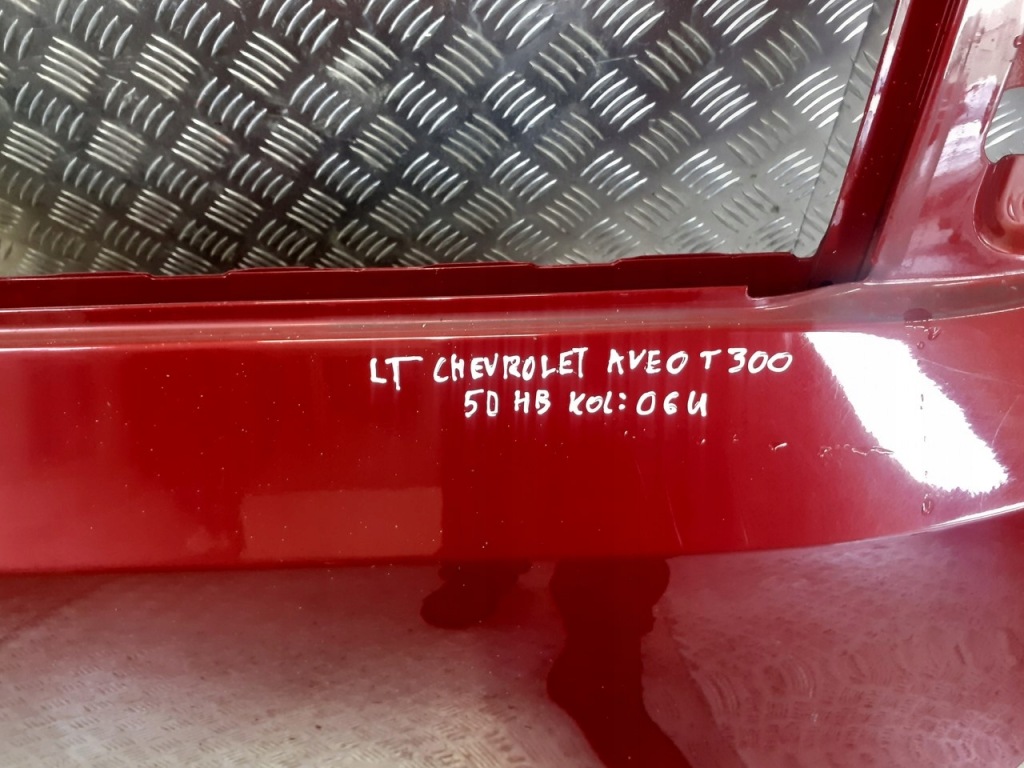 LT CHEVROLET AVEO T300
5D HB KOL:06U